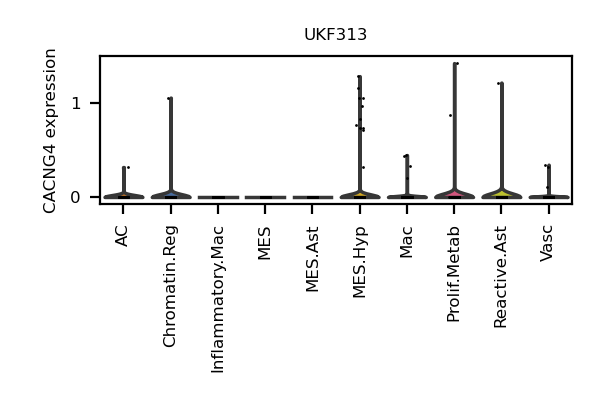 UKF313
CACNG4 expression
1
0
AC
Chromatin.Reg
Inflammatory.Mac
MES
MES.Ast
MES.Hyp
Mac
Prolif.Metab
Reactive.Ast
Vasc